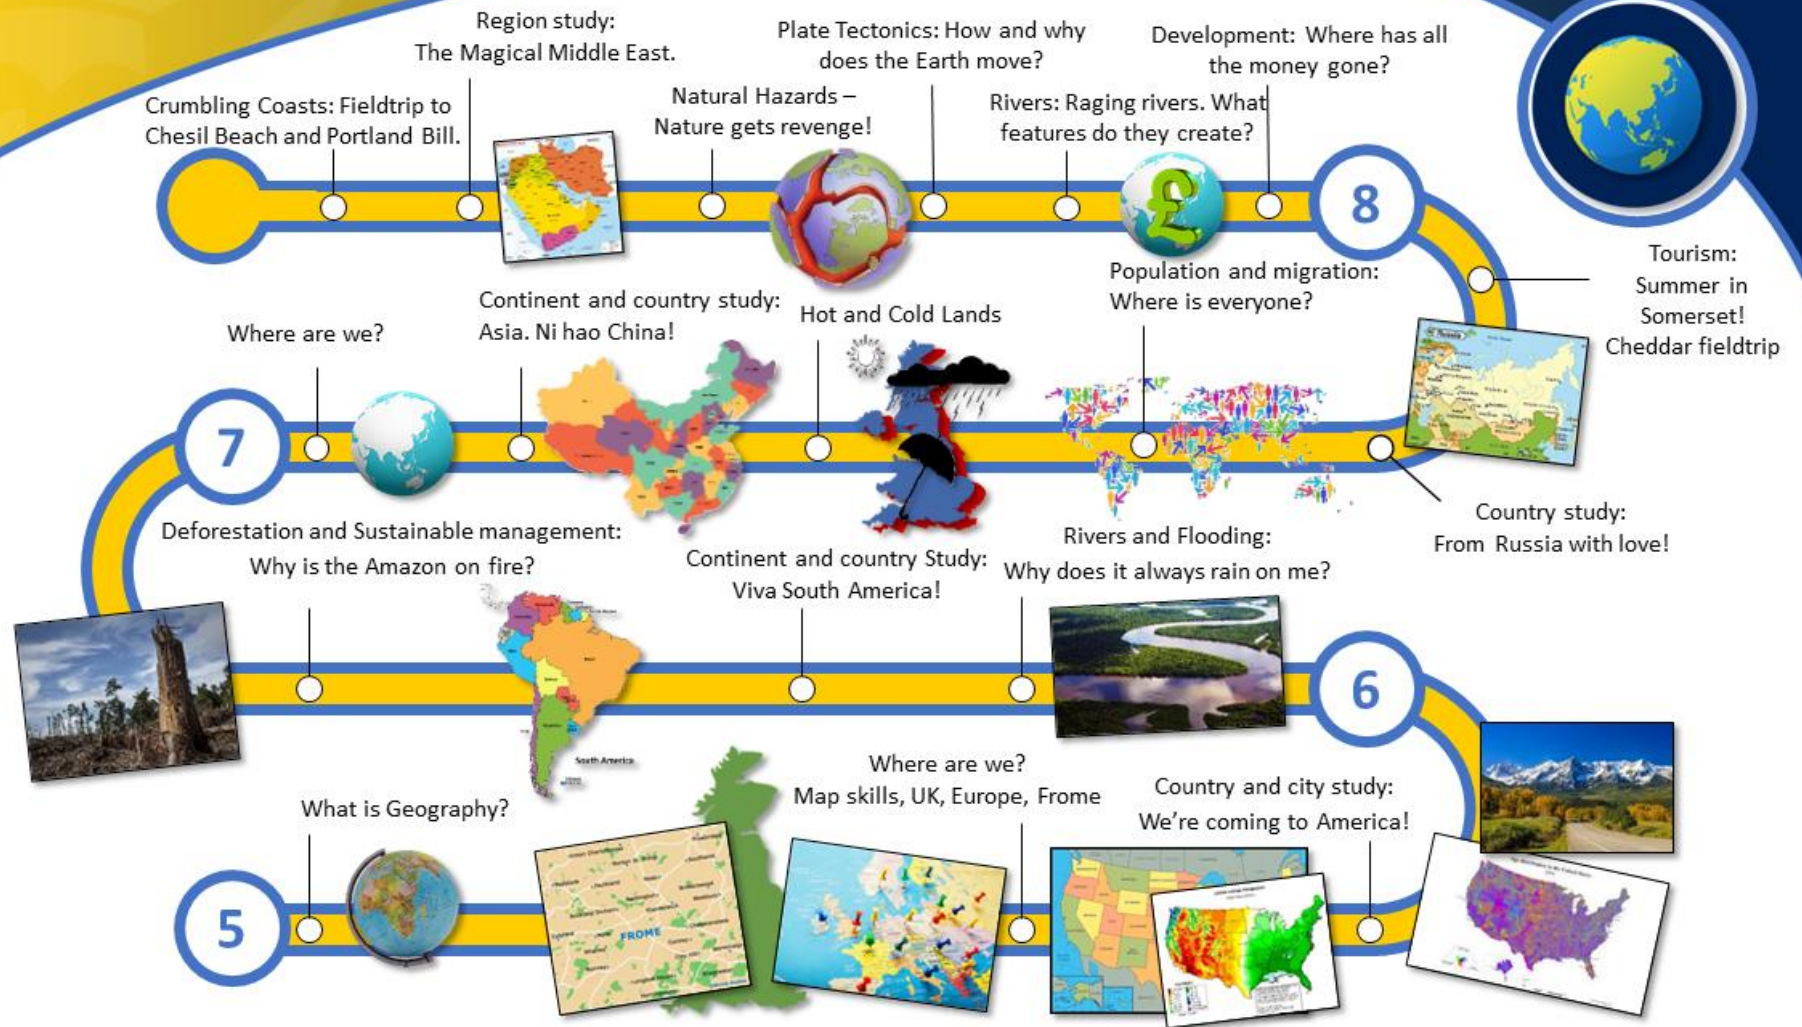 Region study:
The Magical Middle East.
Plate Tectonics: How and why
does the Earth move?
Development: Where has all
the money gone?
Crumbling Coasts: Fieldtrip to
Chesil Beach and Portland Bill.
Natural Hazards –
Nature gets revenge!
Rivers: Raging rivers. What
features do they create?
£
8
Tourism:
Summer in
Somerset!
Cheddar fieldtrip
Where are we?
Continent and country study:
Asia. Ni hao China!
Hot and Cold Lands
Population and migration:
Where is everyone?
7
Country study:
From Russia with love!
Deforestation and Sustainable management:
Why is the Amazon on fire?
Continent and country Study:
Viva South America!
Rivers and Flooding:
Why does it always rain on me?
South America
6
What is Geography?
Where are we?
Map skills, UK, Europe, Frome
Country and city study:
We're coming to America!
5
FROME